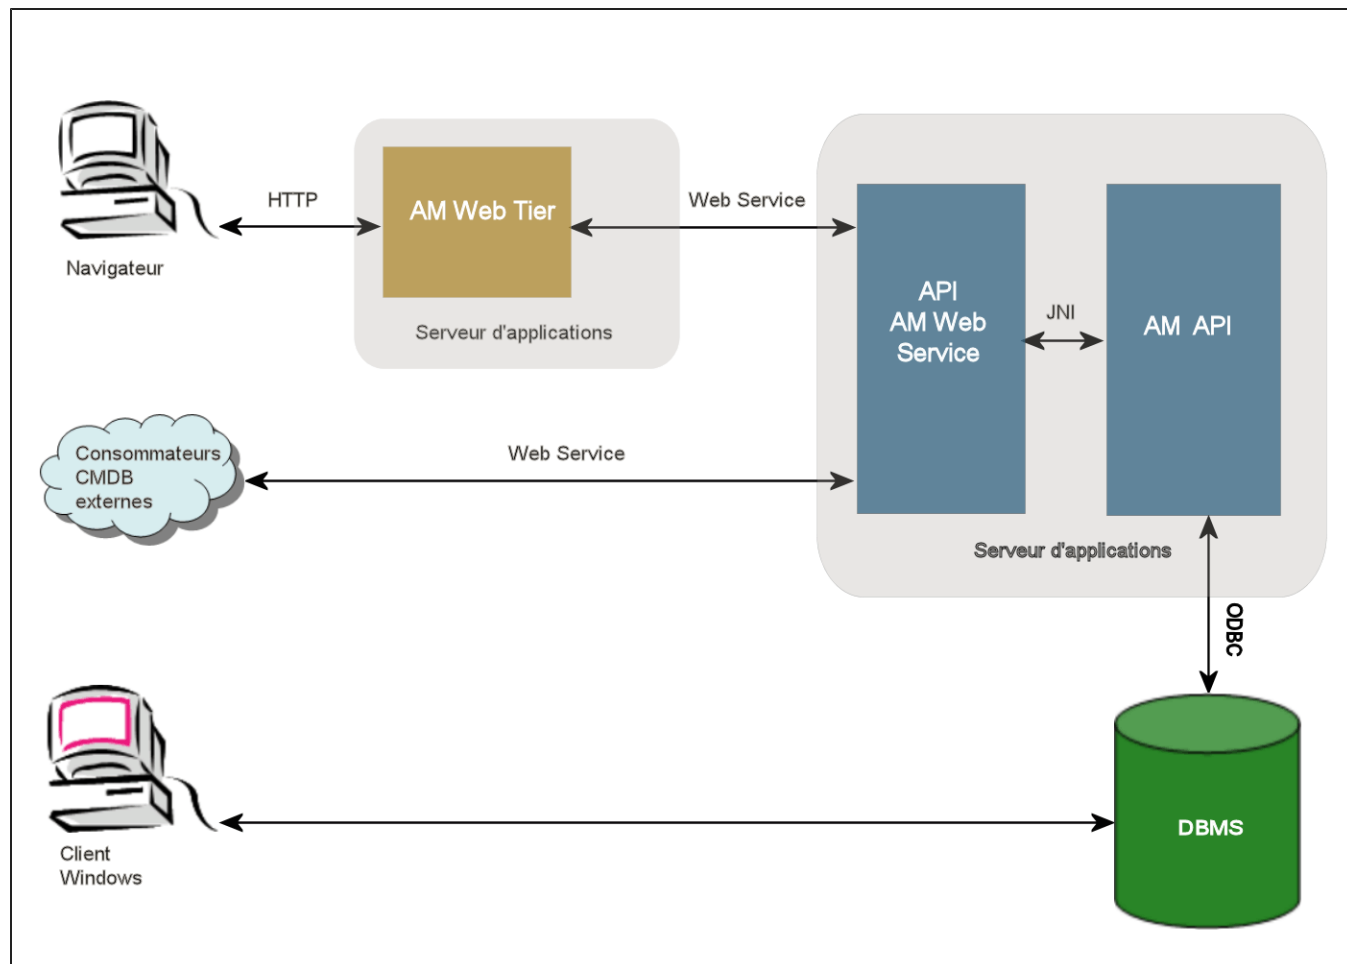 HTTP
AM Web Tier
Web Service
Navigateur
Serveur d'applications
API
AM Web
Service
JNI
AM API
Consommateurs
CMDB
externes
Web Service
Serveur d'applications
ODBC
DBMS
Client
Windows